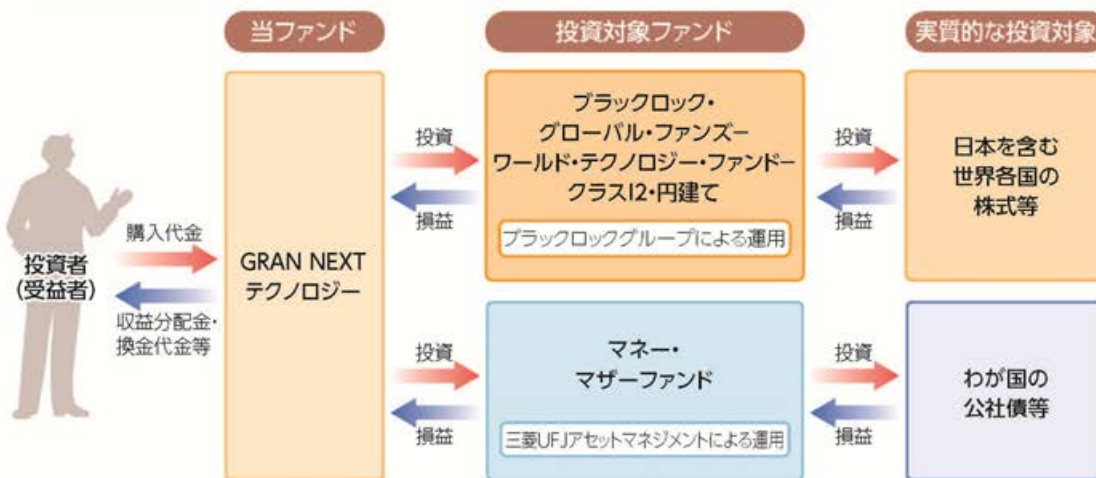 当ファンド
投資対象ファンド
実質的な投資対象
投資者
(受益者)
購入代金
収益分配金・
換金代金等
GRAN NEXT
テクノロジー
投資
損益
ブラックロック・
グローバル・ファンズー
ワールド・テクノロジー・ファンドー
クラスI2・円建て
ブラックロックグループによる運用
投資
損益
日本を含む
世界各国の
株式等
投資
損益
マネー・
マザーファンド
三菱UFJアセットマネジメントによる運用
投資
損益
わが国の
公社債等